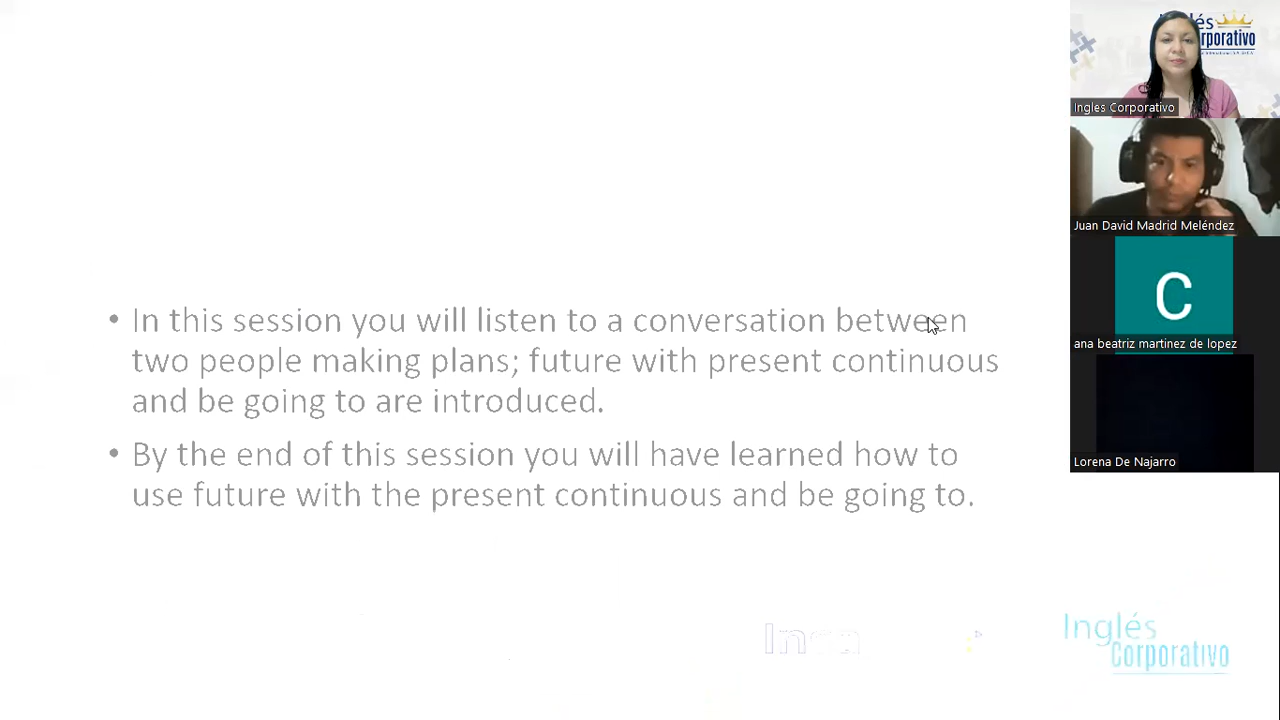 és
rporativo
Ingles Corporativo
Juan David Madrid Meléndez
C
ana beatriz martinez de lopez
Lorena De Najarro
• In this session you will listen to a conversation between
two people making plans; future with present continuous
and be going to are introduced.
• By the end of this session you will have learned how to
use future with the present continuous and be going to.
Inglés
Corporativo